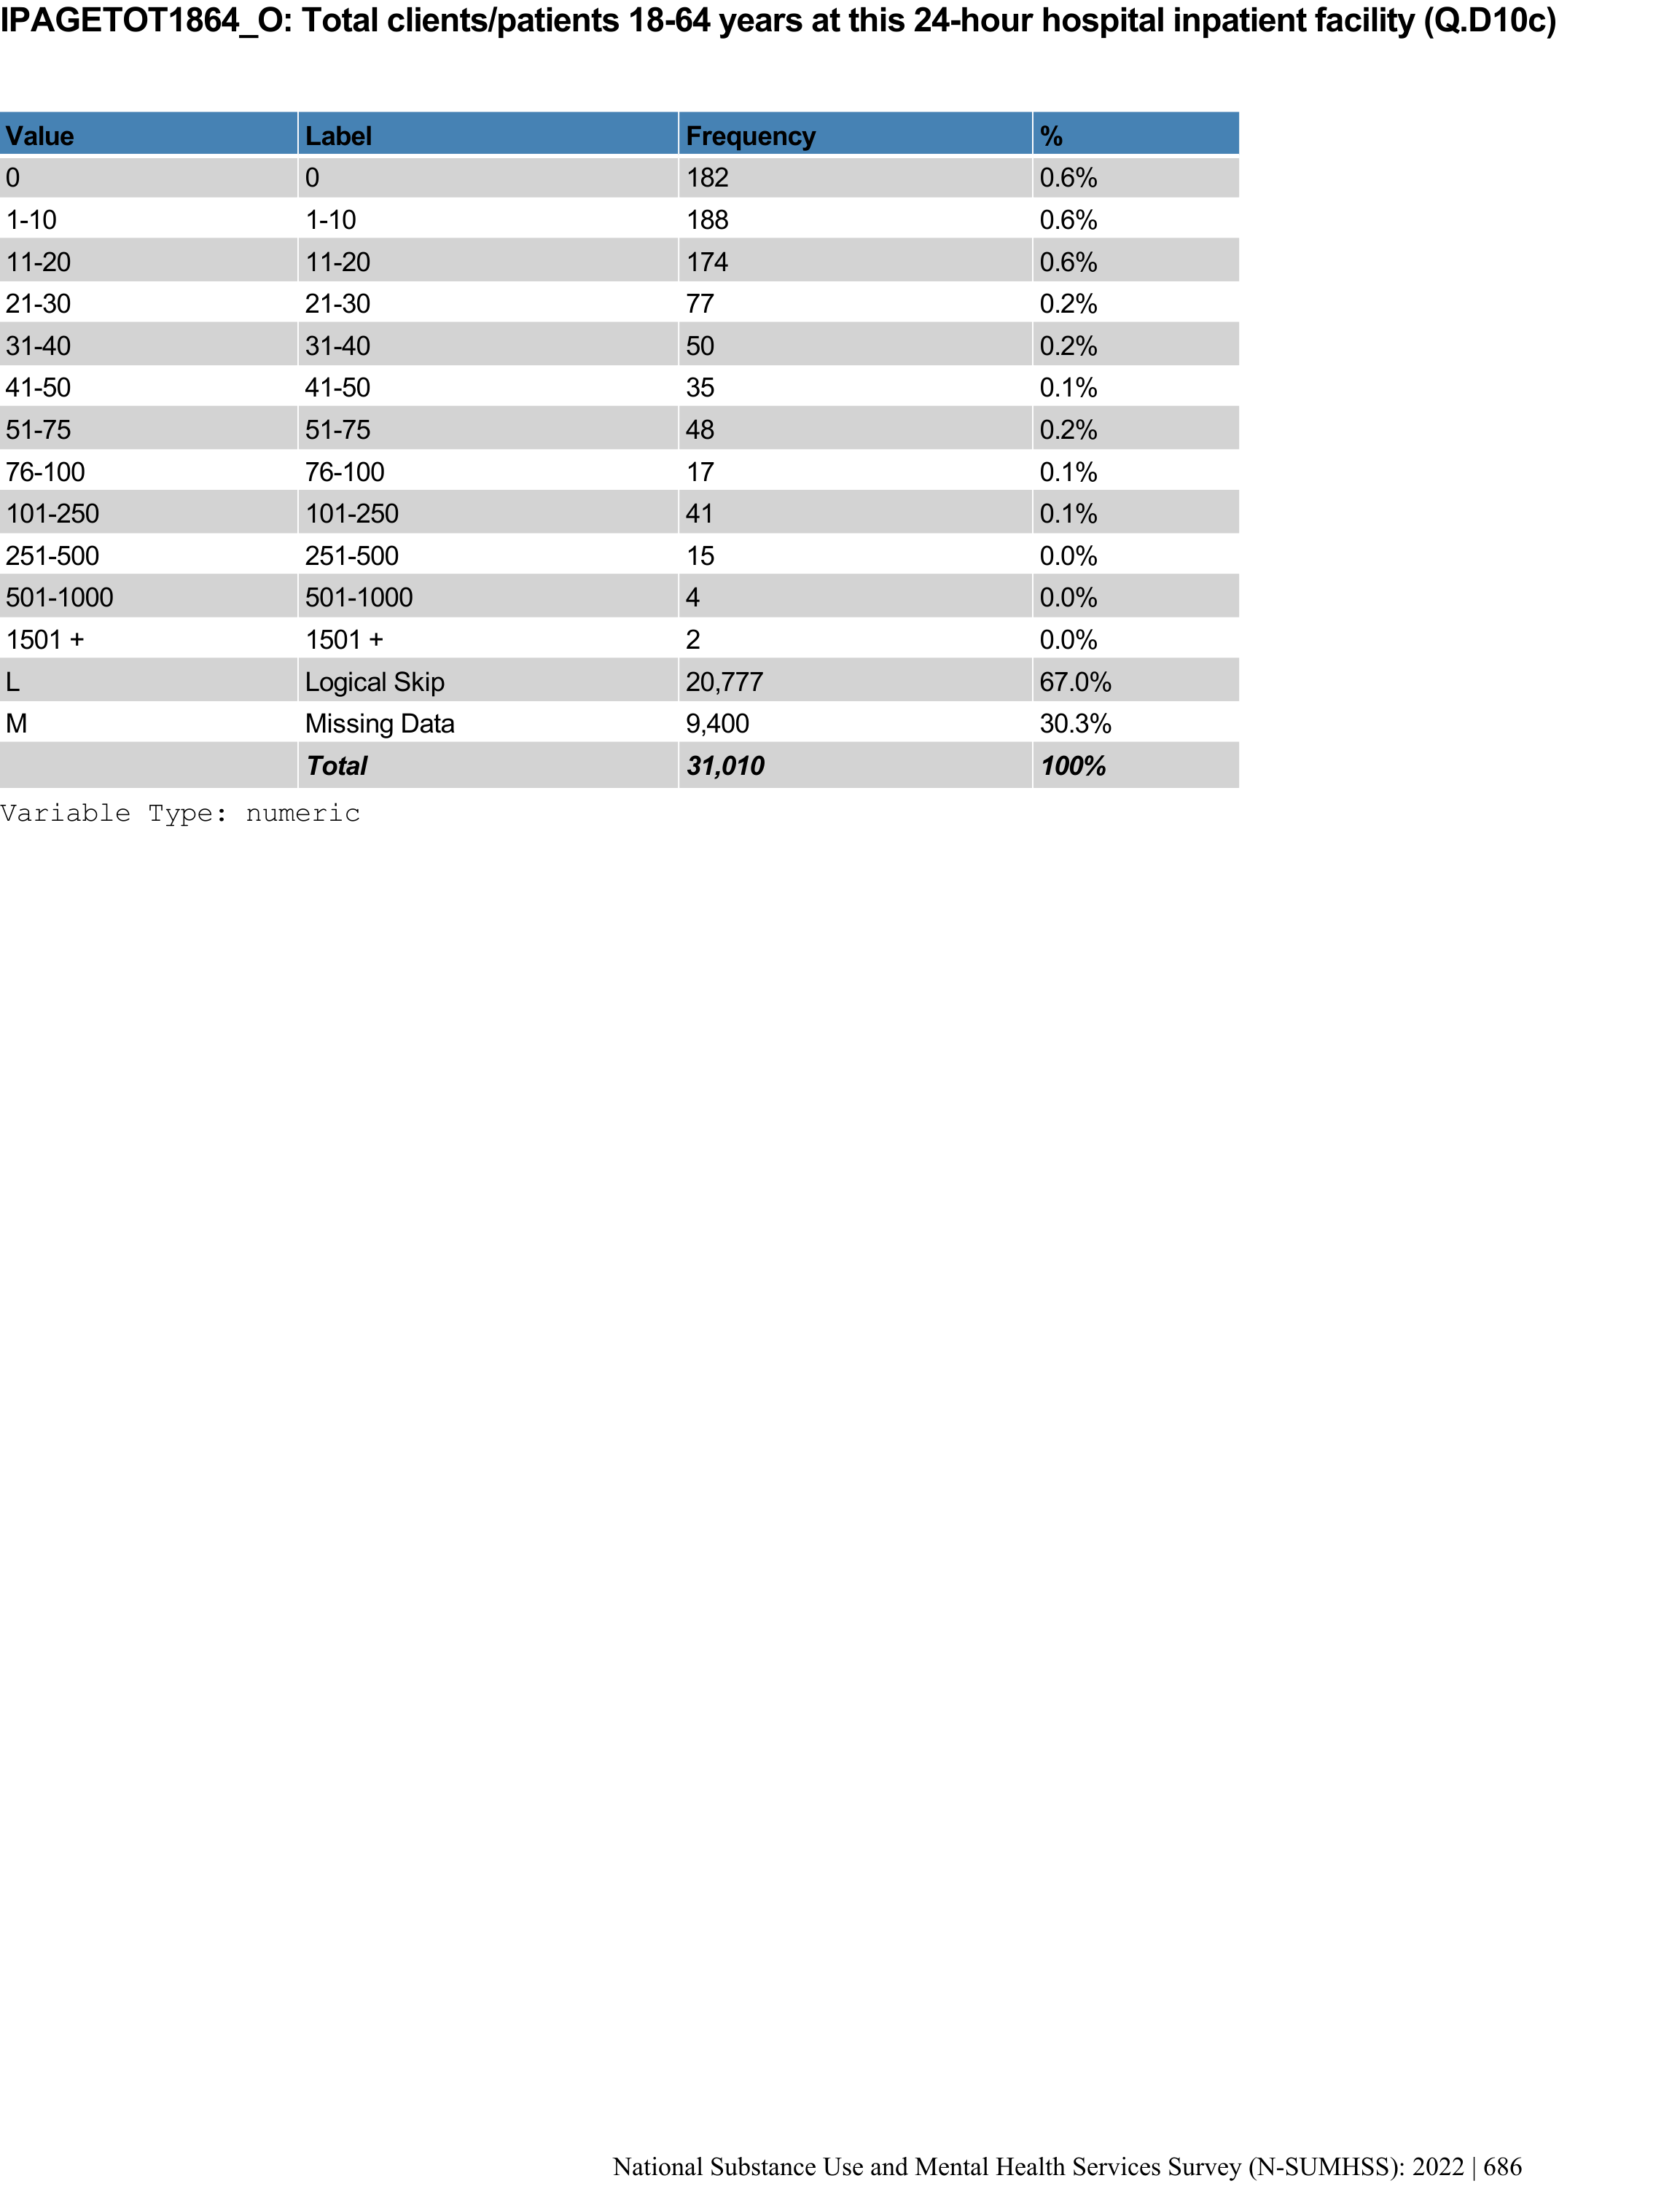 IPAGETOT1864_O: Total clients/patients 18-64 years at this 24-hour hospital inpatient facility (Q.D10c)
Value Label Frequency %
0 0 182 0.6%
1-10 1-10 188 0.6%
11-20 11-20 174 0.6%
21-30 21-30 77 0.2%
31-40 31-40 50 0.2%
41-50 41-50 35 0.1%
51-75 51-75 48 0.2%
76-100 76-100 17 0.1%
101-250 101-250 41 0.1%
251-500 251-500 15 0.0%
501-1000 501-1000 4 0.0%
1501 + 1501 + 2 0.0%
L Logical Skip 20,777 67.0%
M Missing Data 9,400 30.3%
Total 31,010 100%
Variable Type: numeric
National Substance Use and Mental Health Services Survey (N-SUMHSS): 2022 | 686